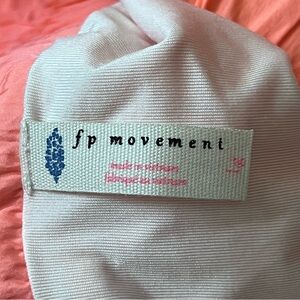 fp movement
made in vietnam
fabriqué au vietnam